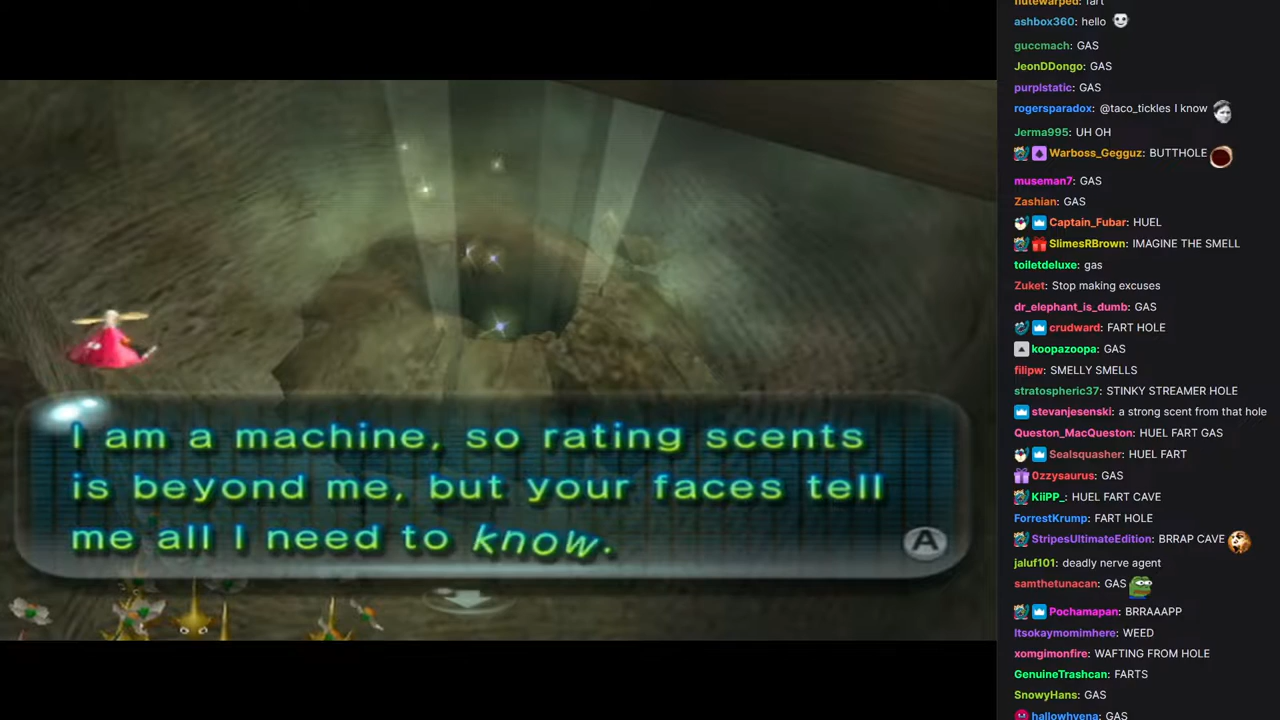 I am a machine, so rating scents
is beyond me, but your faces tell
me all I need to know.
A
flutewarped: fart
ashbox360: hello
guccmach: GAS
JeonDDongo: GAS
purplstatic: GAS
rogersparadox: @taco_tickles I know
Jerma995: UH OH
Warboss_Gegguz: BUTTHOLE
museman7: GAS
Zashian: GAS
Captain_Fubar: HUEL
SlimesRBrown: IMAGINE THE SMELL
toiletdeluxe: gas
Zuket: Stop making excuses
dr_elephant_is_dumb: GAS
crudward: FART HOLE
koopazoopa: GAS
filipw: SMELLY SMELLS
stratospheric37: STINKY STREAMER HOLE
stevanjesenski: a strong scent from that hole
Queston_MacQueston: HUEL FART GAS
Sealsquasher: HUEL FART
0zzysaurus: GAS
KiiPP_: HUEL FART CAVE
ForrestKrump: FART HOLE
StripesUltimateEdition: BRRAP CAVE
jaluf101: deadly nerve agent
samthetunacan: GAS
Pochamapan: BRRAAAPP
Itsokaymomimhere: WEED
xomgimonfire: WAFTING FROM HOLE
GenuineTrashcan: FARTS
SnowyHans: GAS
hallowhyena: GAS